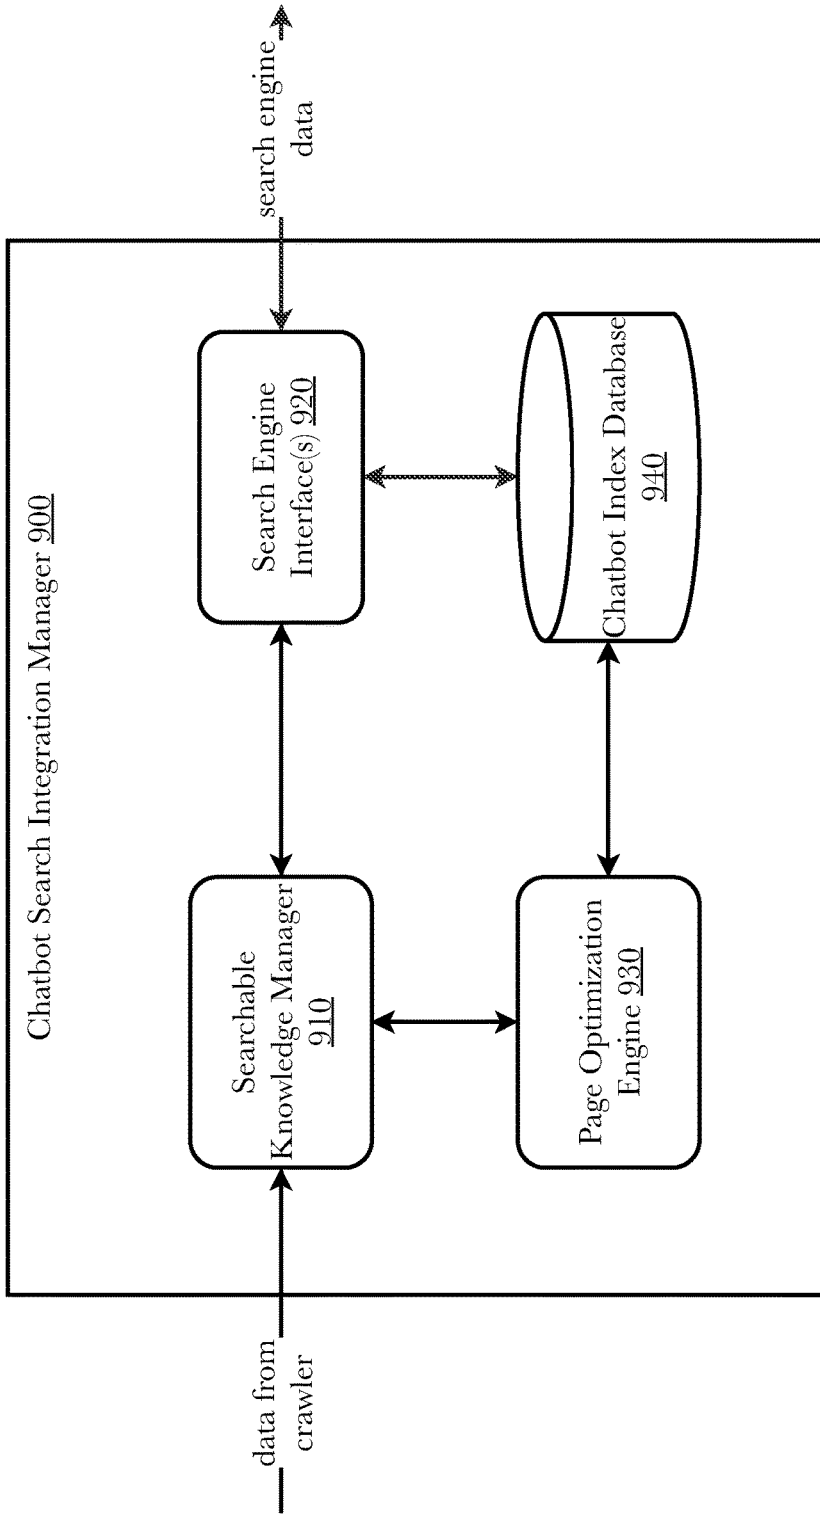 Chatbot Search Integration Manager 900
data from
crawler
Searchable
Knowledge Manager
910
Search Engine
Interface(s) 920
search engine
data
Page Optimization
Engine 930
Chatbot Index Database
940